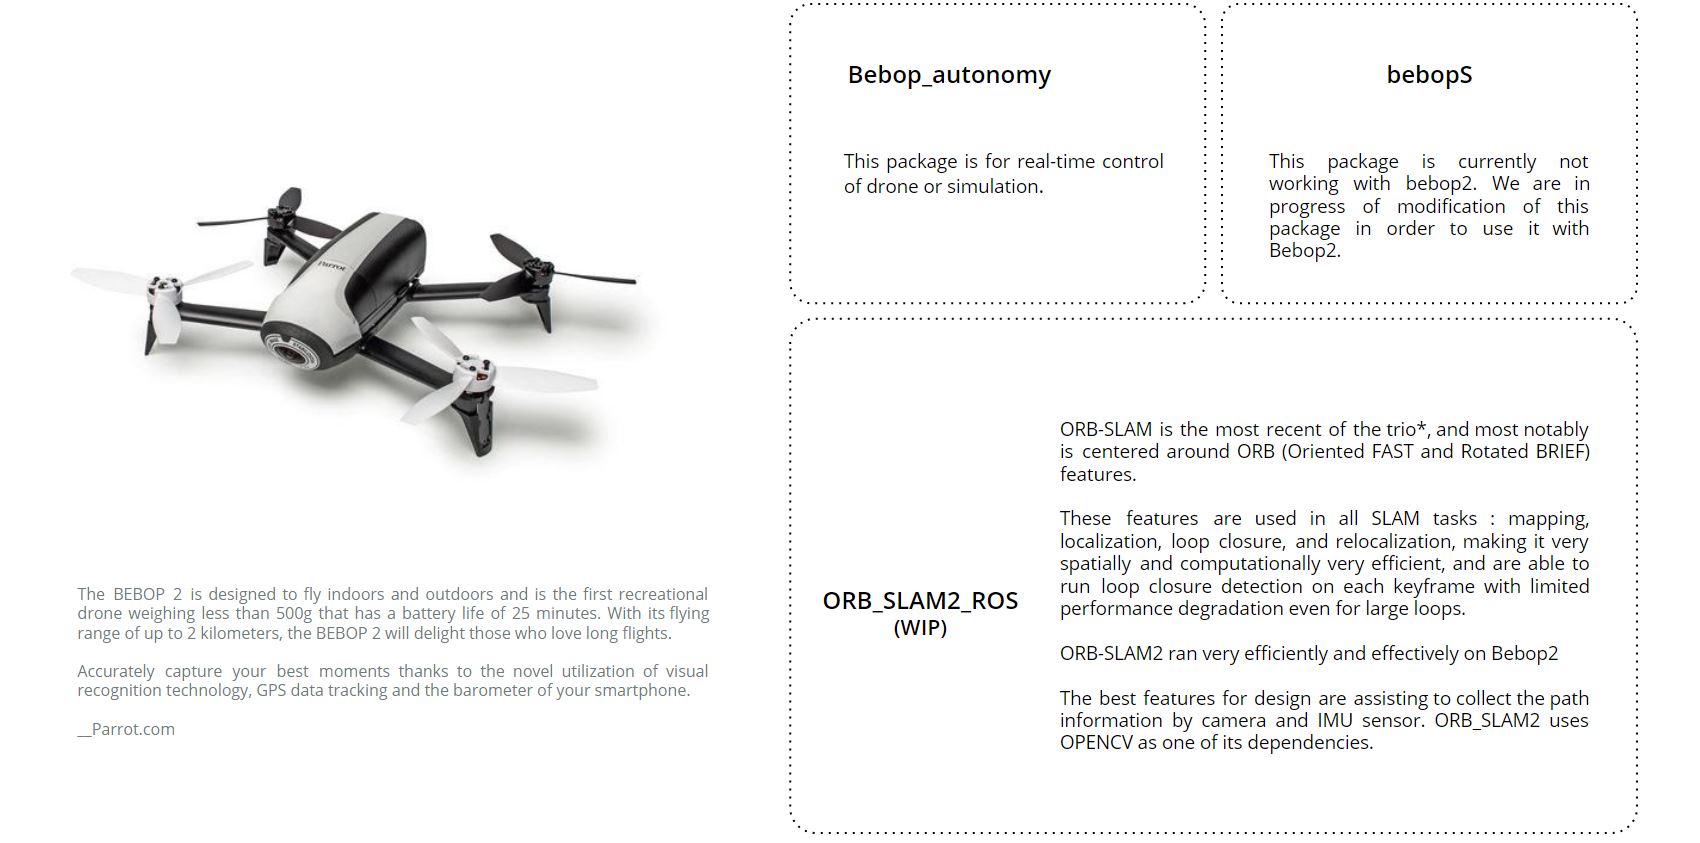 Parrot
The BEBOP 2 is designed to fly indoors and outdoors and is the first recreational
drone weighing less than 500g that has a battery life of 25 minutes. With its flying
range of up to 2 kilometers, the BEBOP 2 will delight those who love long flights.
Accurately capture your best moments thanks to the novel utilization of visual
recognition technology, GPS data tracking and the barometer of your smartphone.
__Parrot.com
Bebop_autonomy
This package is for real-time control
of drone or simulation.
bebopS
This package is currently not
working with bebop2. We are in
progress of modification of this
package in order to use it with
Bebop2.
ORB_SLAM2_ROS
(WIP)
ORB-SLAM is the most recent of the trio*, and most notably
is centered around ORB (Oriented FAST and Rotated BRIEF)
features.
These features are used in all SLAM tasks : mapping,
localization, loop closure, and relocalization, making it very
spatially and computationally very efficient, and are able to
run loop closure detection on each keyframe with limited
performance degradation even for large loops.
ORB-SLAM2 ran very efficiently and effectively on Bebop2
The best features for design are assisting to collect the path
information by camera and IMU sensor. ORB_SLAM2 uses
OPENCV as one of its dependencies.